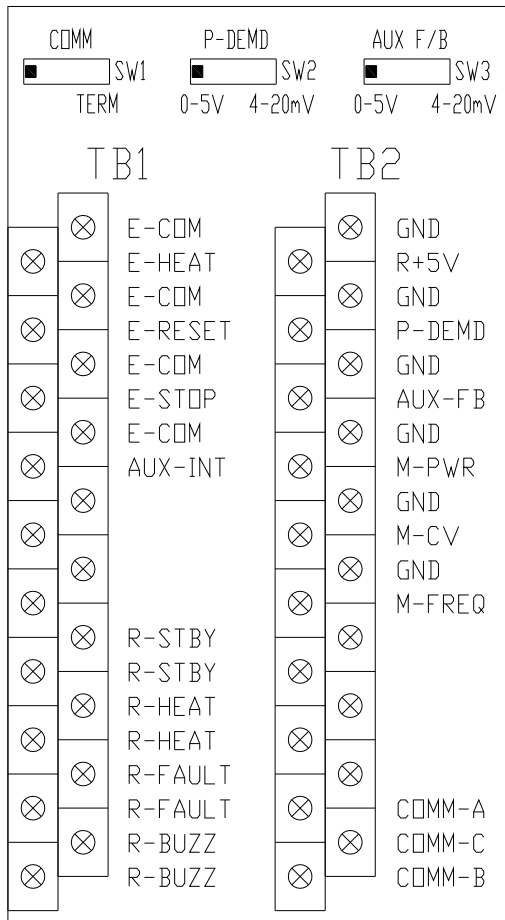 COMM P-DEMD AUX F/B
SW1 SW2 SW3
TERM 0-5V 4-20mV 0-5V 4-20mV
TB1
E-COM
E-HEAT
E-COM
E-RESET
E-COM
E-STOP
E-COM
AUX-INT
R-STBY
R-STBY
R-HEAT
R-HEAT
R-FAULT
R-FAULT
R-BUZZ
R-BUZZ
TB2
GND
R+5V
GND
P-DEMD
GND
AUX-FB
GND
M-PWR
GND
M-CV
GND
M-FREQ
COMM-A
COMM-C
COMM-B